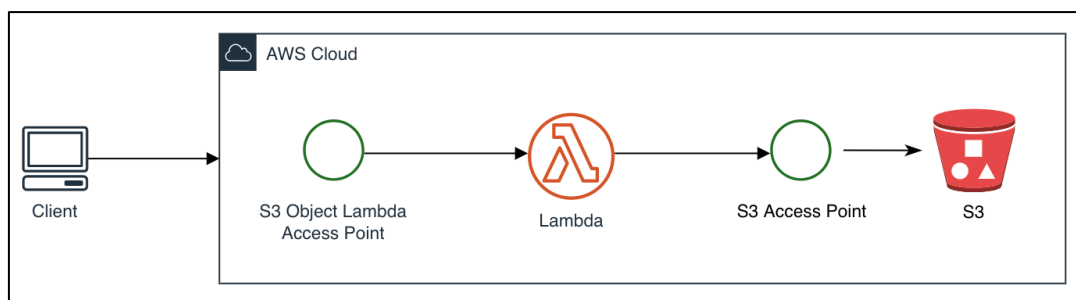 AWS Cloud
Client
S3 Object Lambda
Access Point
Lambda
S3 Access Point
S3